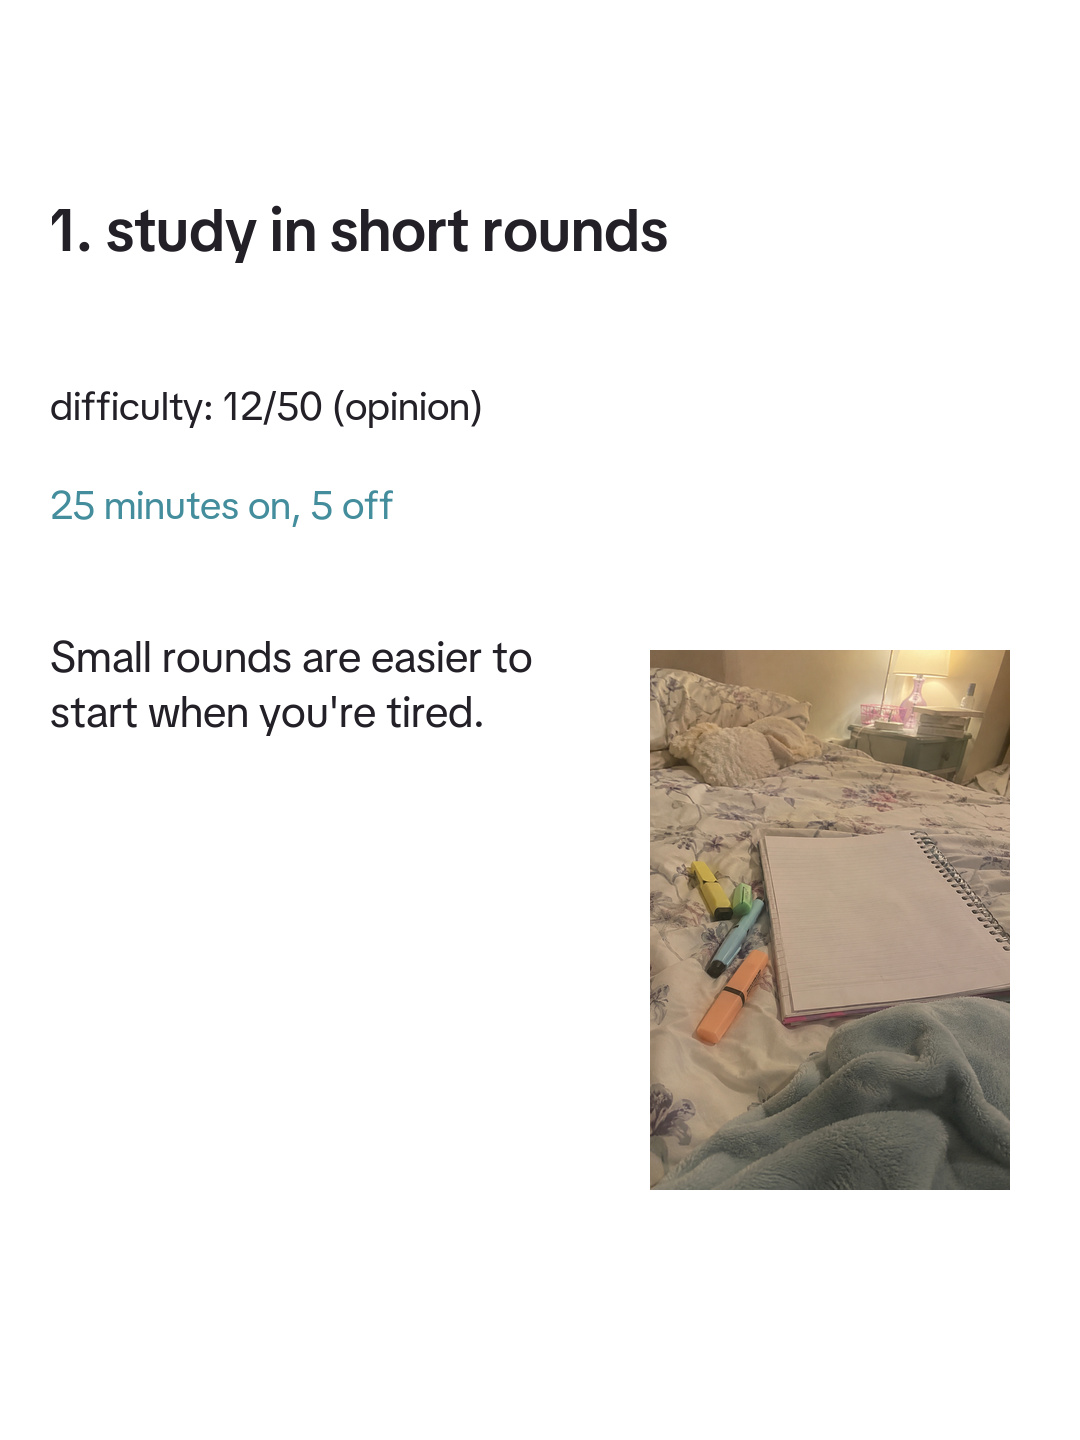 1. study in short rounds
difficulty: 12/50 (opinion)
25 minutes on, 5 off
Small rounds are easier to
start when you're tired.